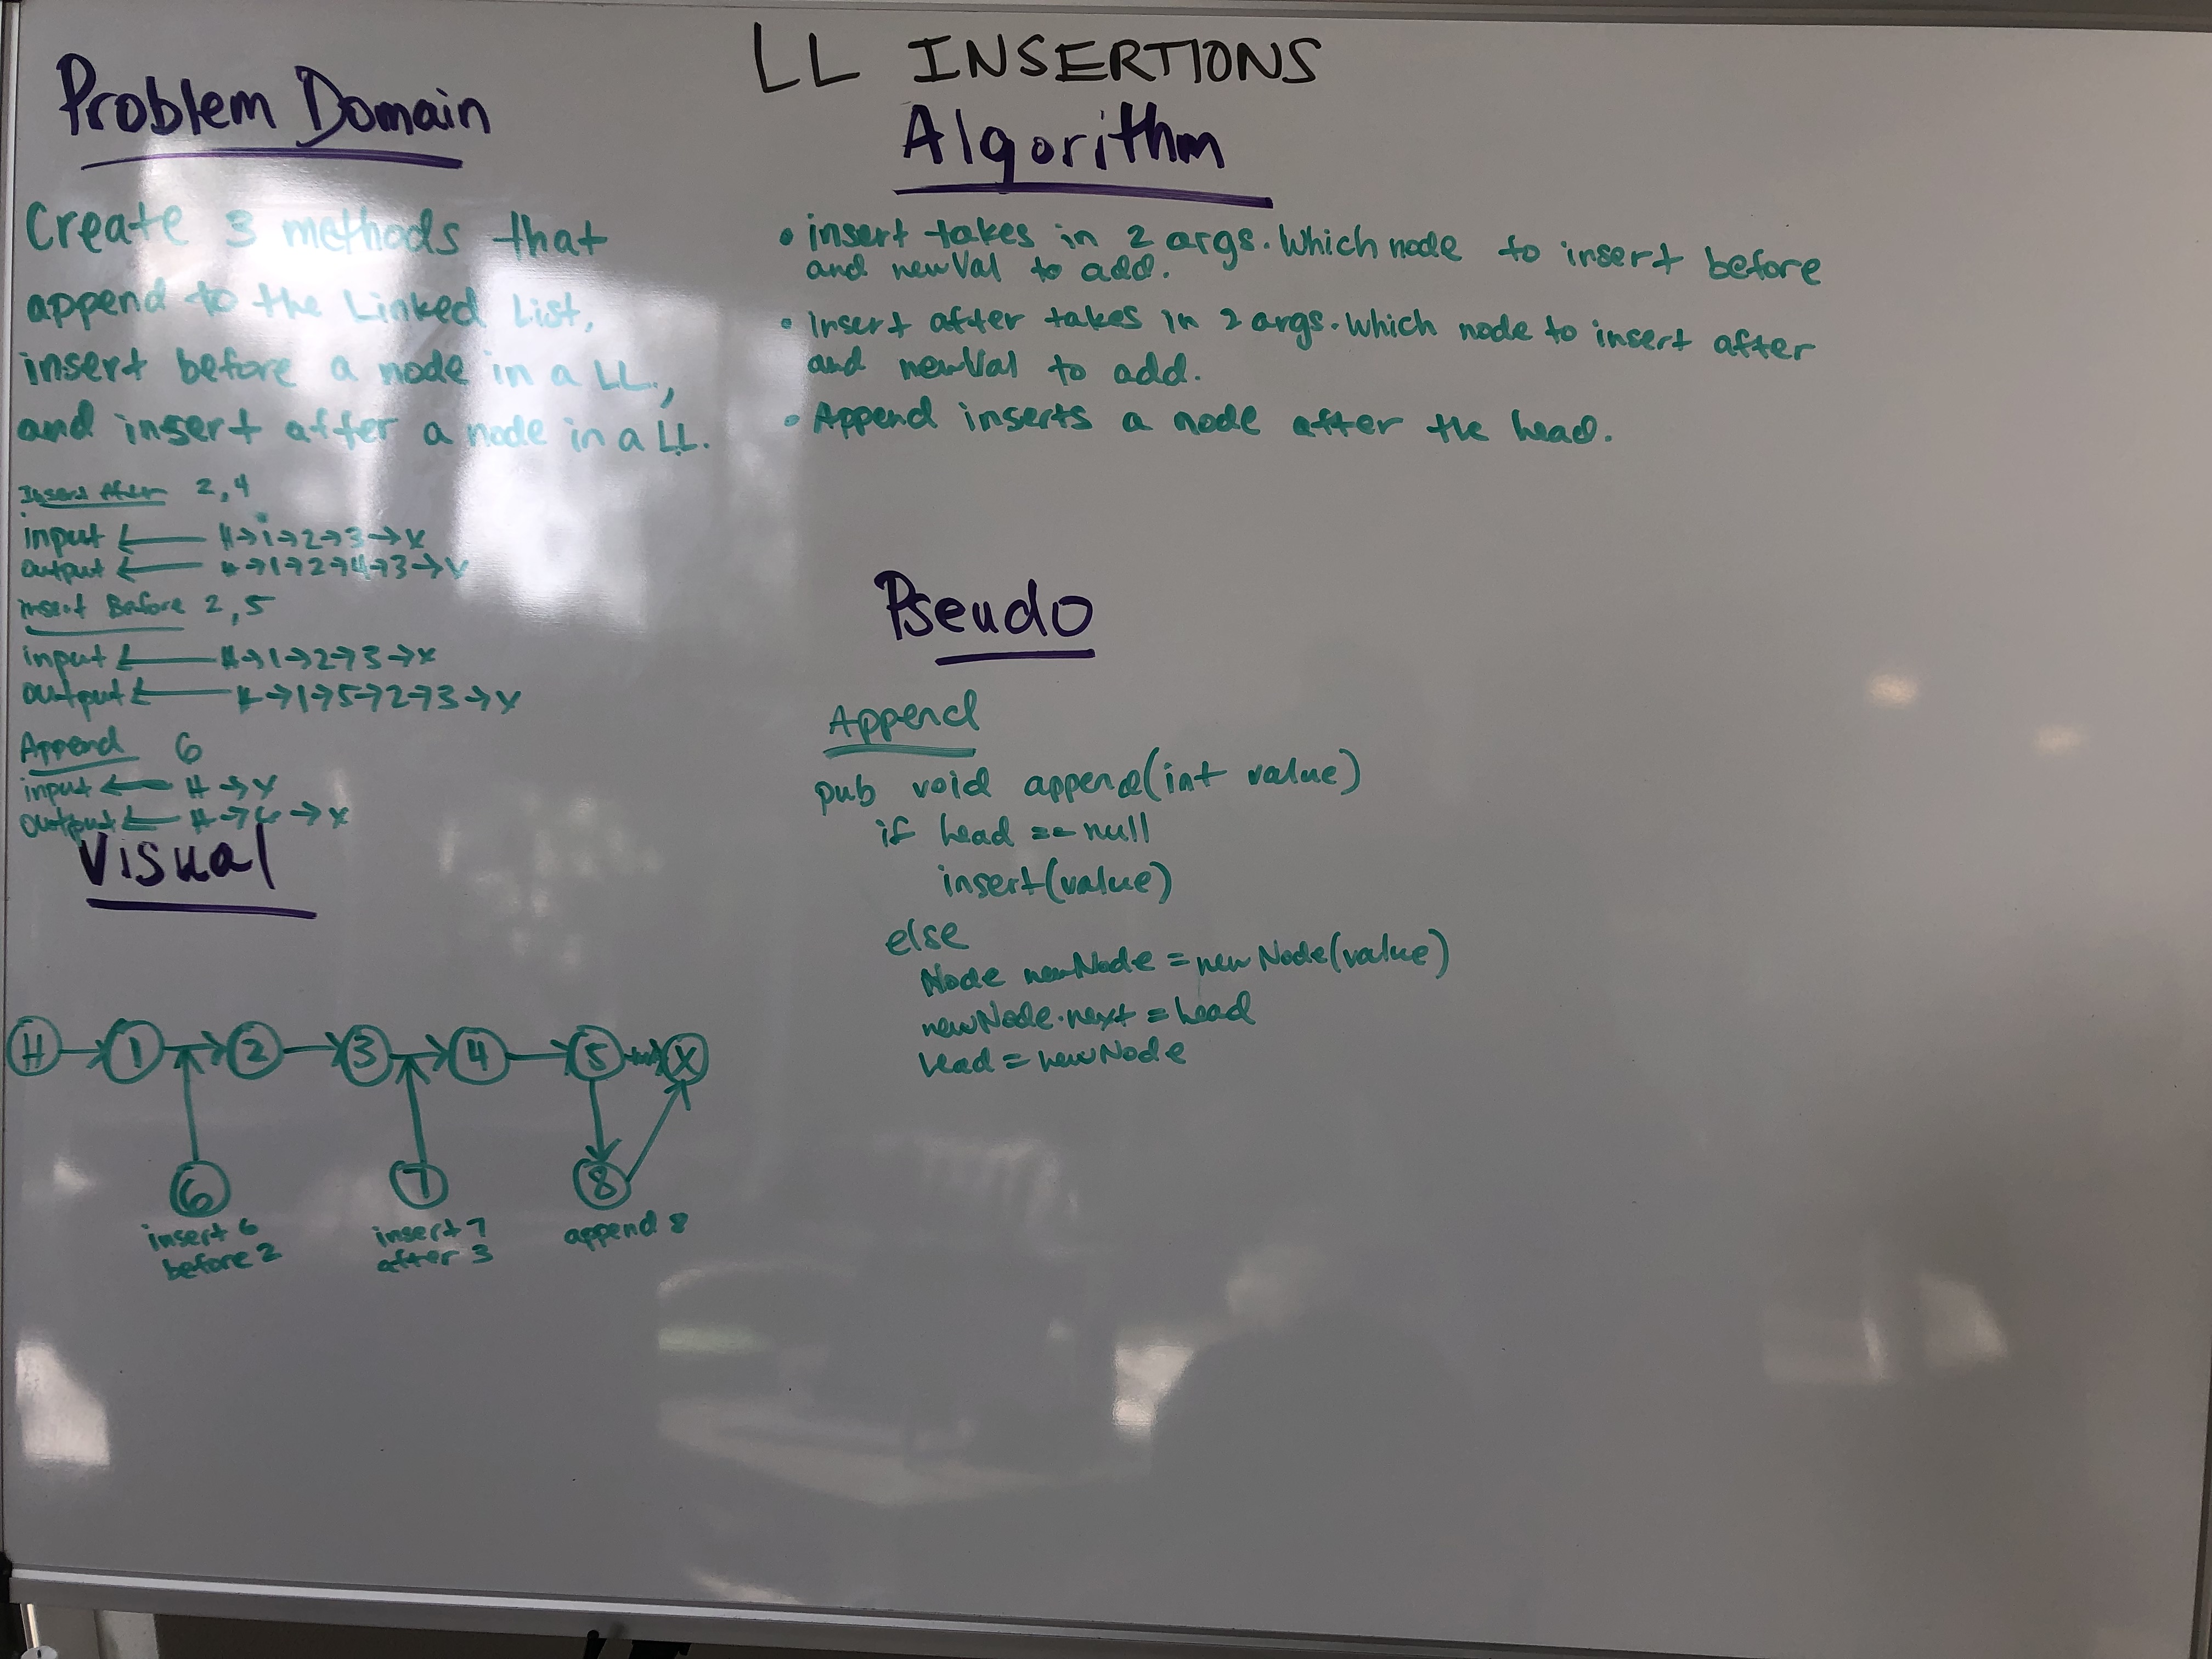 LL INSERTIONS
Problem Domain
Create 3 methods that
append to the Linked List,
insert before a node in a LL.,
and insert after a node in a LL.
Insert After 2,4
input ← H→1→2→3→X
output ← H→1→2→4→3→X
insert Before 2,5
input ← H→1→2→3→X
output ← H→1→5→2→3→X
Append 6
input ← H→X
output ← H→6→X
Visual
H → 1 → 2 → 3 → 4 → 5 → X
6 7 8
insert 6
before 2
insert 7
after 3
append 8
Algorithm
• insert takes in 2 args. Which node to insert before
and newVal to add.
• Insert after takes in 2 args. Which node to insert after
and newVal to add.
• Append inserts a node after the head.
Pseudo
Append
pub void append(int value)
if head == null
insert(value)
else
Node newNode = new Node(value)
newNode.next = head
head = newNode